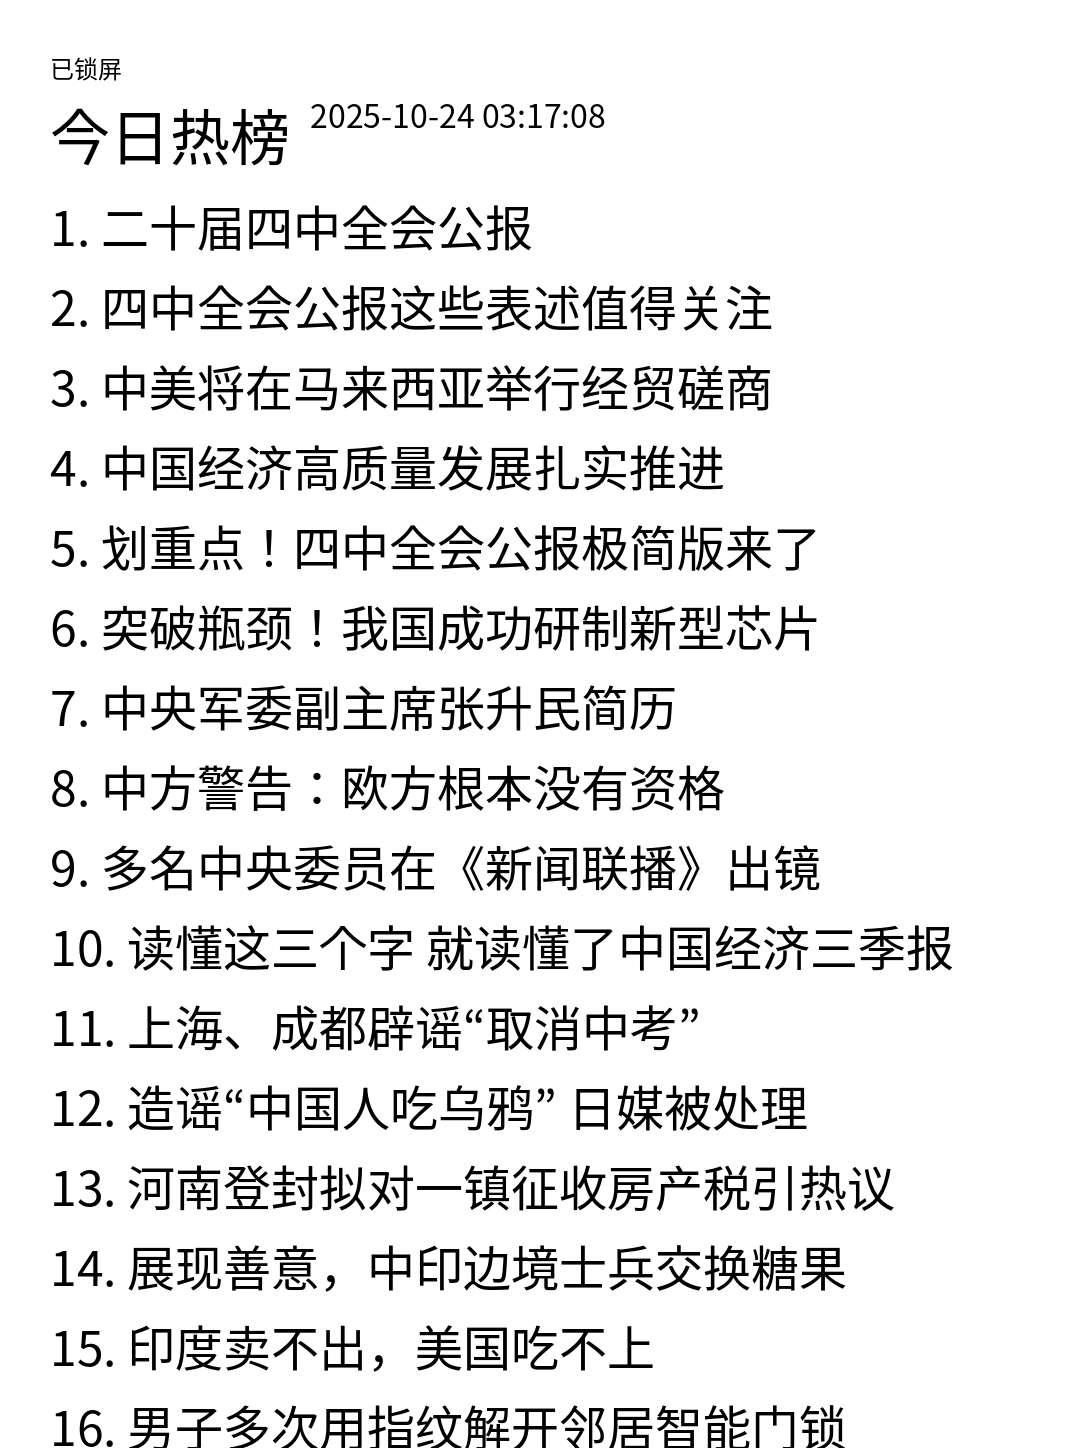 已锁屏
今日热榜 2025-10-24 03:17:08
1. 二十届四中全会公报
2. 四中全会公报这些表述值得关注
3. 中美将在马来西亚举行经贸磋商
4. 中国经济高质量发展扎实推进
5. 划重点！四中全会公报极简版来了
6. 突破瓶颈！我国成功研制新型芯片
7. 中央军委副主席张升民简历
8. 中方警告：欧方根本没有资格
9. 多名中央委员在《新闻联播》出镜
10. 读懂这三个字 就读懂了中国经济三季报
11. 上海、成都辟谣“取消中考”
12. 造谣“中国人吃乌鸦” 日媒被处理
13. 河南登封拟对一镇征收房产税引热议
14. 展现善意，中印边境士兵交换糖果
15. 印度卖不出，美国吃不上
16. 男子多次用指纹解开邻居智能门锁